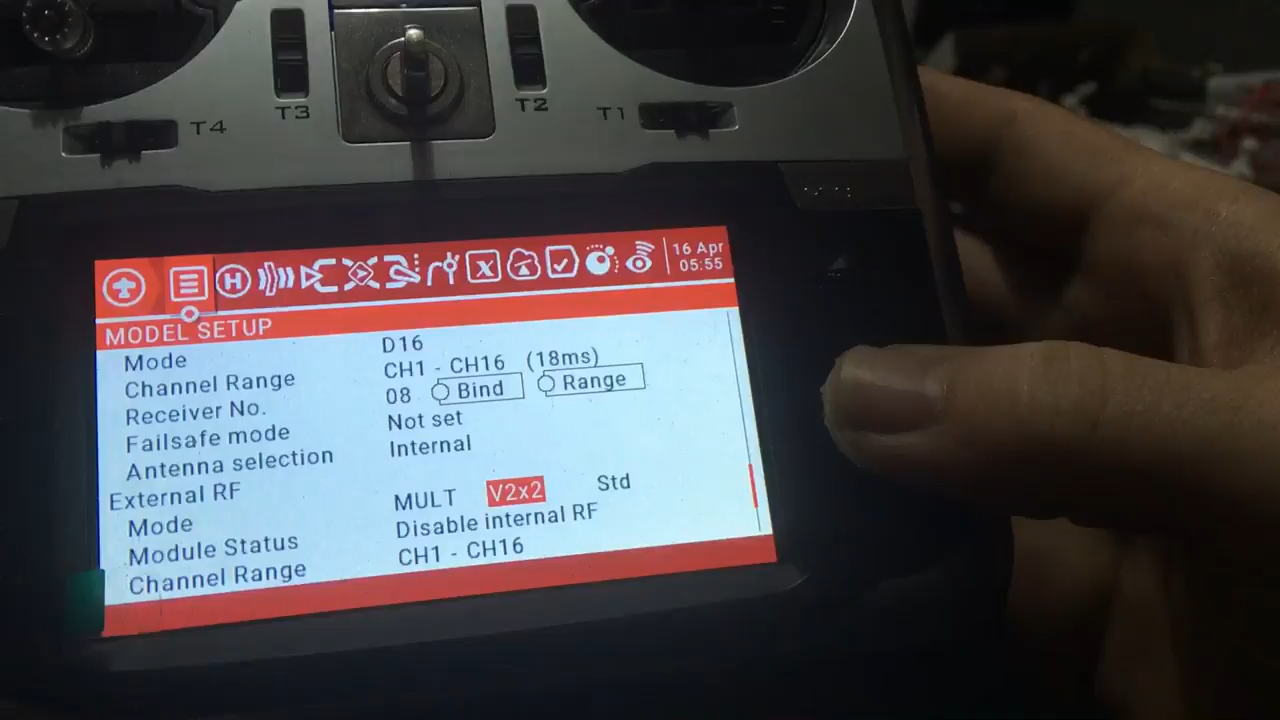 T3
T2
T4
T1
16 Apr
05:55
MODEL SETUP
Mode D16
Channel Range CH1 - CH16 (18ms)
Receiver No. 08 Bind Range
Failsafe mode Not set
Antenna selection Internal
External RF
Mode MULT V2x2 Std
Module Status Disable internal RF
Channel Range CH1 - CH16